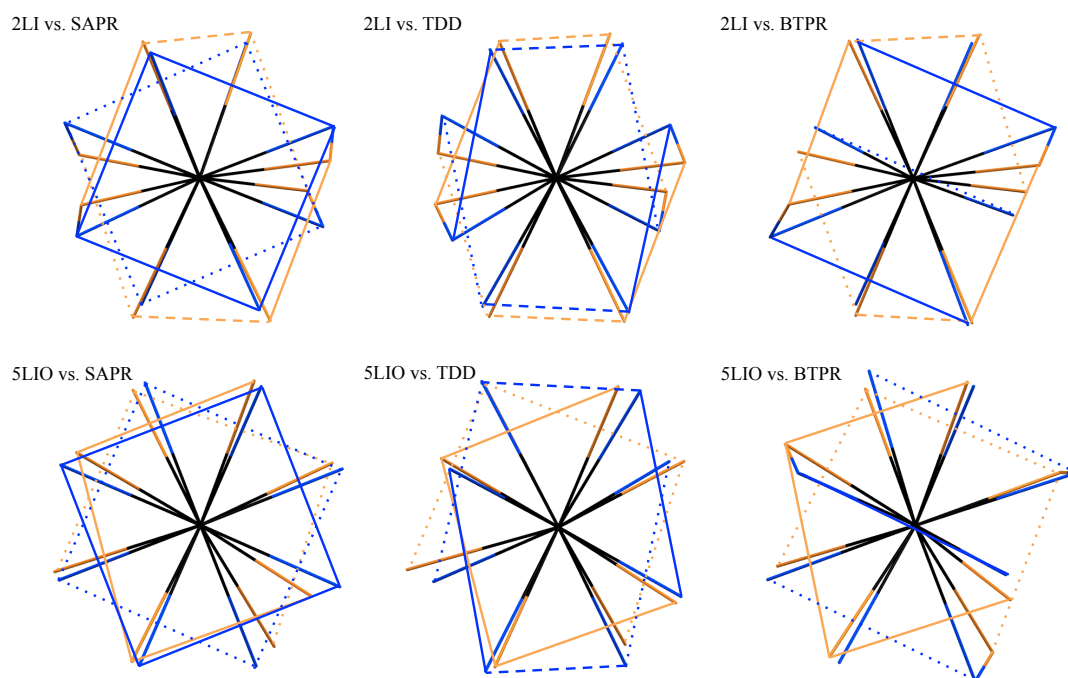 2LI vs. SAPR
2LI vs. TDD
2LI vs. BTPR
5LIO vs. SAPR
5LIO vs. TDD
5LIO vs. BTPR